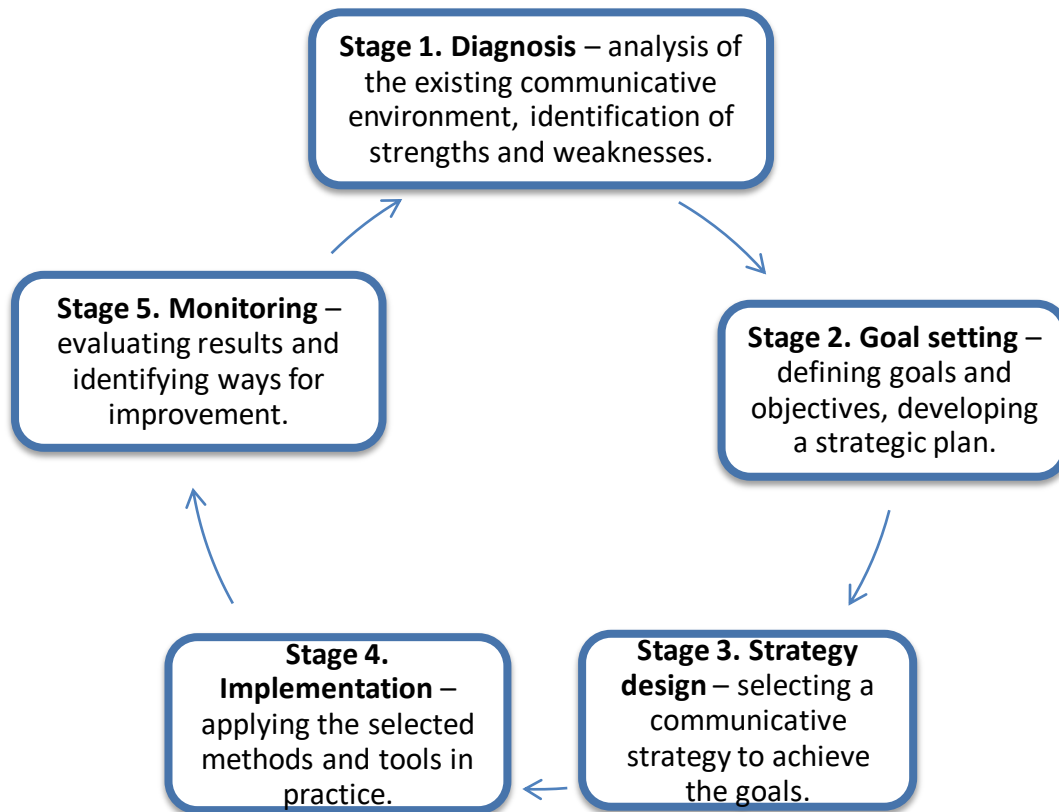 Stage 1. Diagnosis – analysis of
the existing communicative
environment, identification of
strengths and weaknesses.
Stage 2. Goal setting –
defining goals and
objectives, developing
a strategic plan.
Stage 3. Strategy
design – selecting a
communicative
strategy to achieve
the goals.
Stage 4.
Implementation –
applying the selected
methods and tools in
practice.
Stage 5. Monitoring –
evaluating results and
identifying ways for
improvement.